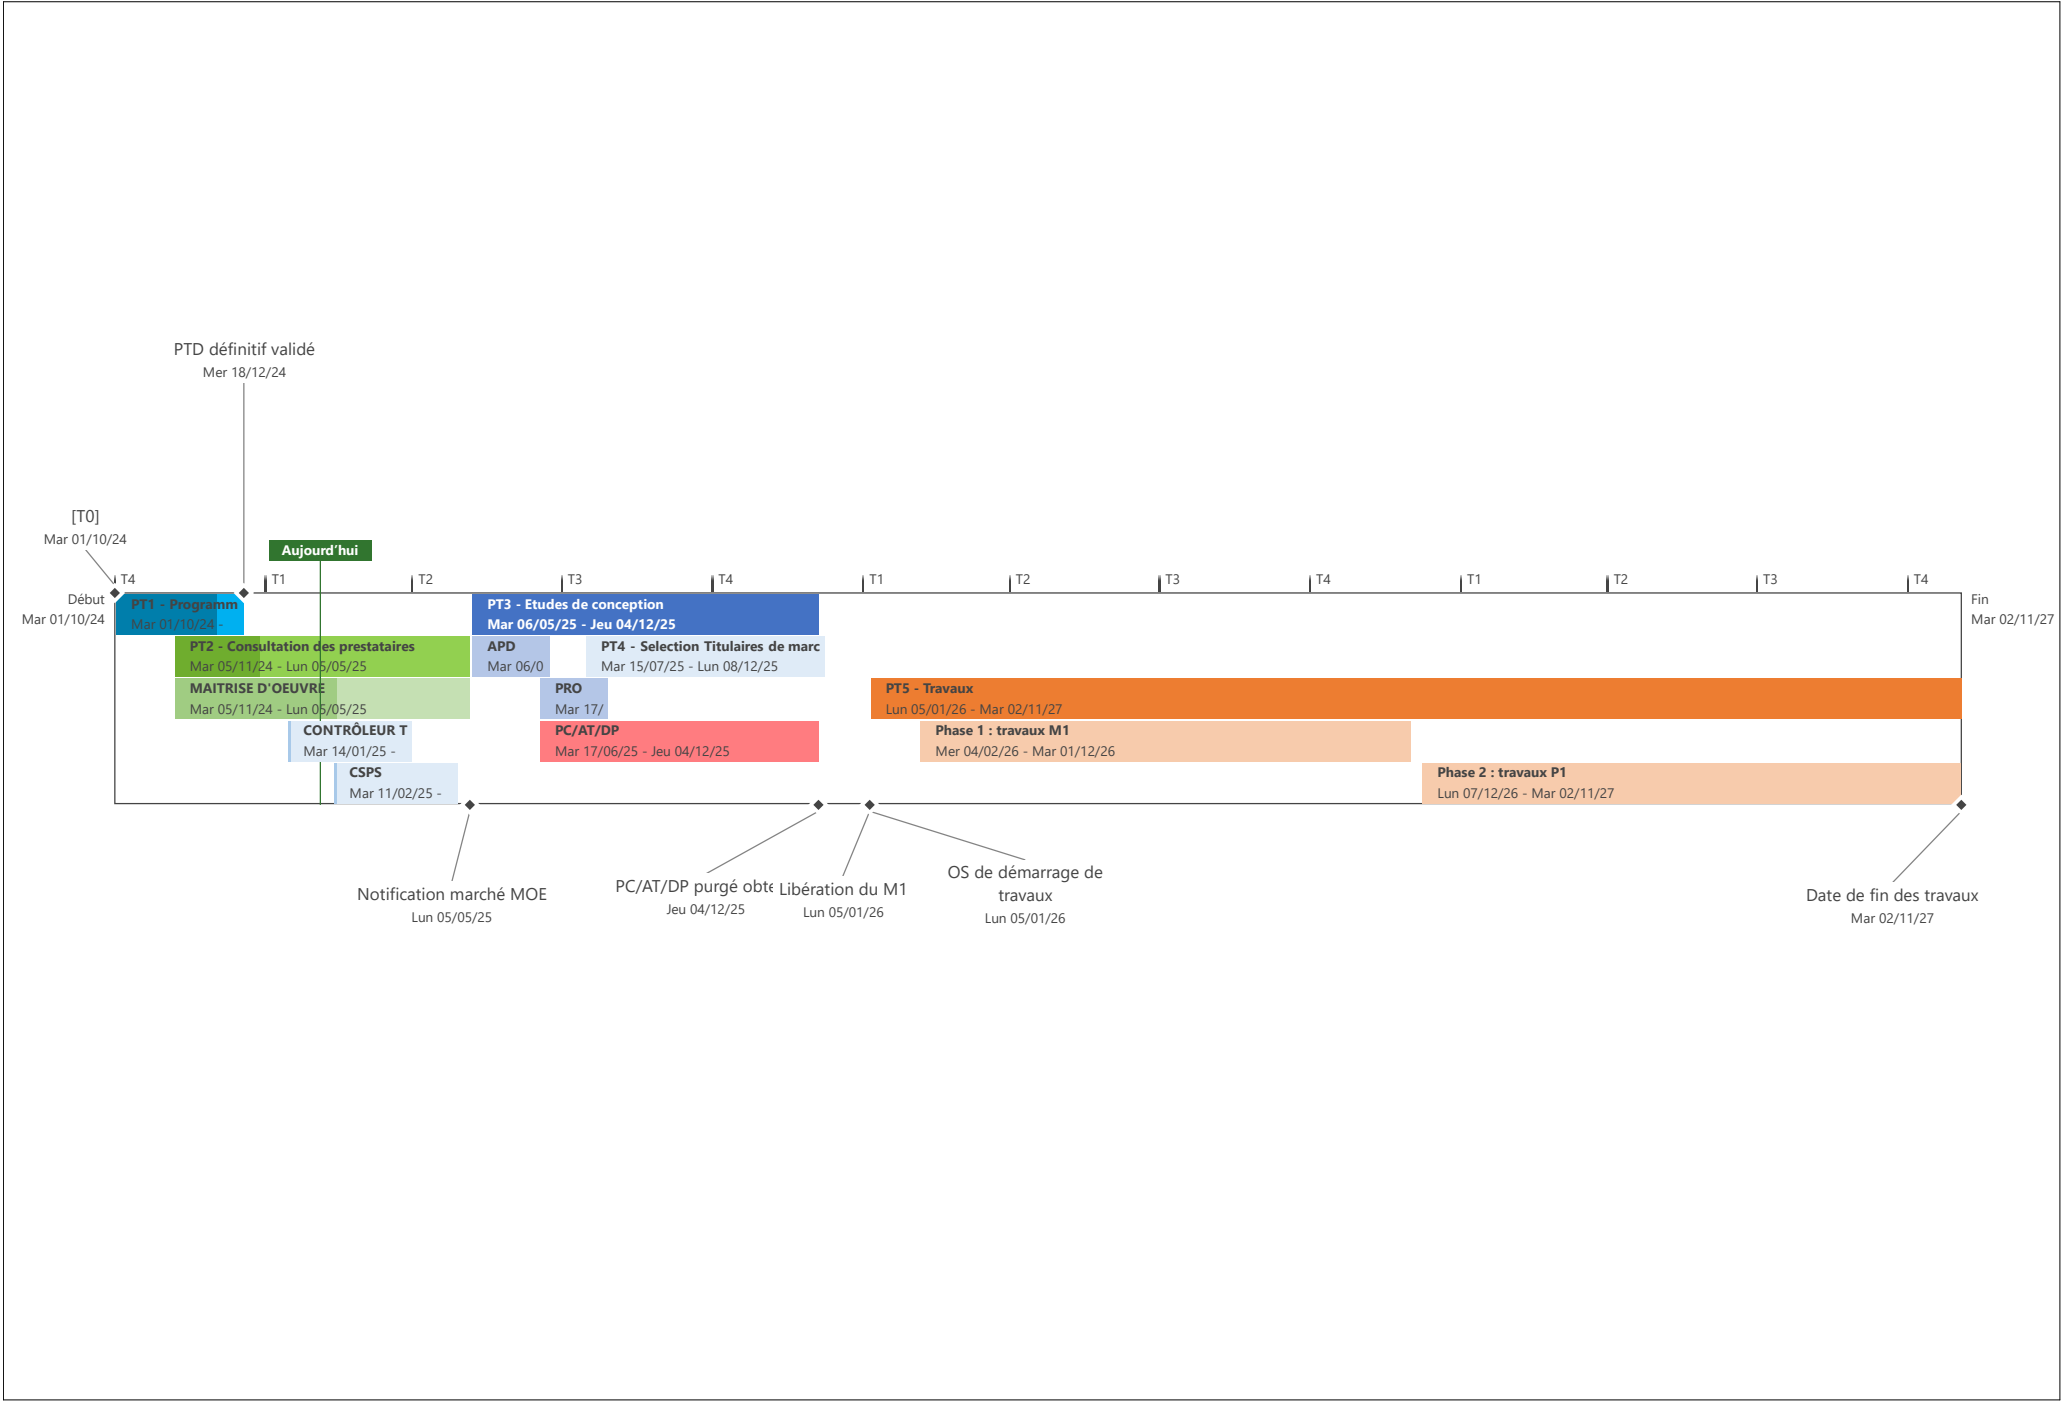 PTD définitif validé
Mer 18/12/24
[T0]
Mar 01/10/24
Aujourd'hui
T4
T1
T2
T3
T4
T1
T2
T3
T4
T1
T2
T3
T4
Début
Mar 01/10/24
Fin
Mar 02/11/27
PT1 - Programm
Mar 01/10/24 -
PT3 - Etudes de conception
Mar 06/05/25 - Jeu 04/12/25
PT2 - Consultation des prestataires
Mar 05/11/24 - Lun 05/05/25
APD
Mar 06/0
PT4 - Selection Titulaires de marc
Mar 15/07/25 - Lun 08/12/25
MAITRISE D'OEUVRE
Mar 05/11/24 - Lun 05/05/25
PRO
Mar 17/
PT5 - Travaux
Lun 05/01/26 - Mar 02/11/27
CONTRÔLEUR T
Mar 14/01/25 -
PC/AT/DP
Mar 17/06/25 - Jeu 04/12/25
Phase 1 : travaux M1
Mer 04/02/26 - Mar 01/12/26
CSPS
Mar 11/02/25 -
Phase 2 : travaux P1
Lun 07/12/26 - Mar 02/11/27
Notification marché MOE
Lun 05/05/25
PC/AT/DP purgé obte
Jeu 04/12/25
Libération du M1
Lun 05/01/26
OS de démarrage de
travaux
Lun 05/01/26
Date de fin des travaux
Mar 02/11/27